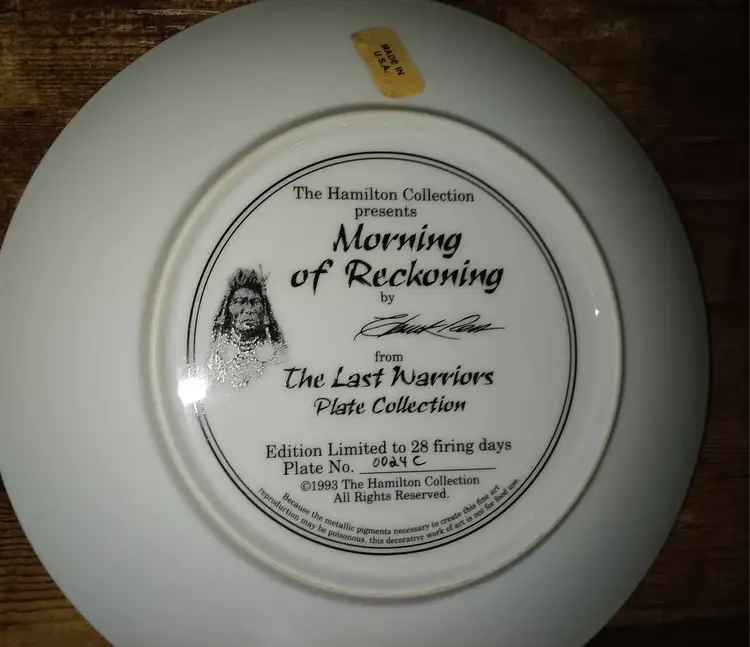 MADE IN
U.S.A.
The Hamilton Collection
presents
Morning
of Reckoning
by
Chuck Ren
from
The Last Warriors
Plate Collection
Edition Limited to 28 firing days
Plate No. 0024C
©1993 The Hamilton Collection
All Rights Reserved.
Because the metallic pigments necessary to create this fine art
reproduction may be poisonous, this decorative work of art is not for food use.